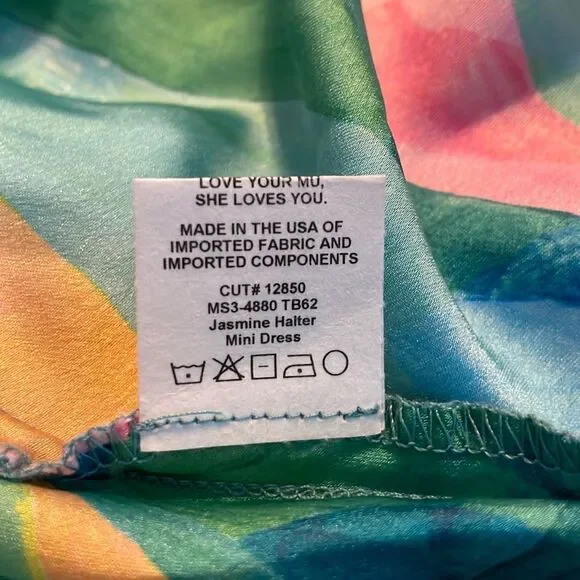 LOVE YOUR MU,
SHE LOVES YOU.
MADE IN THE USA OF
IMPORTED FABRIC AND
IMPORTED COMPONENTS
CUT# 12850
MS3-4880 TB62
Jasmine Halter
Mini Dress